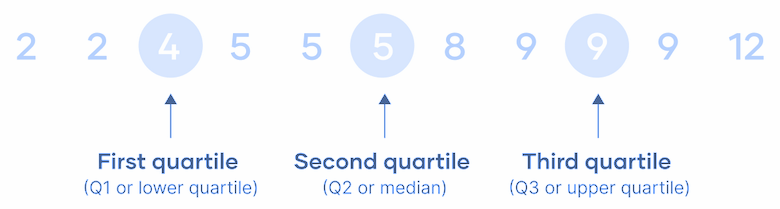 2 2 4 5 5 5 8 9 9 9 12
First quartile Second quartile Third quartile
(Q1 or lower quartile) (Q2 or median) (Q3 or upper quartile)